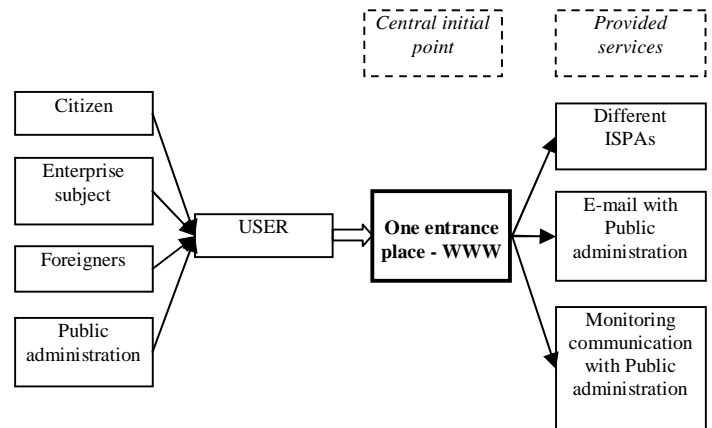 Central initial
point
Provided
services
Citizen
Enterprise
subject
Foreigners
Public
administration
USER
One entrance
place - WWW
Different
ISPAs
E-mail with
Public
administration
Monitoring
communication
with Public
administration